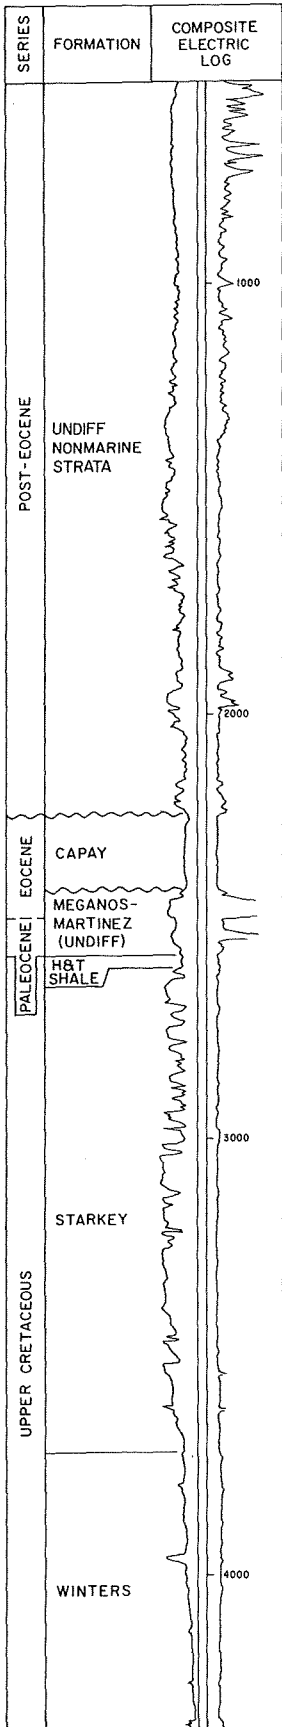 SERIES
FORMATION
COMPOSITE
ELECTRIC
LOG
1000
POST-EOCENE
UNDIFF
NONMARINE
STRATA
2000
EOCENE
CAPAY
MEGANOS-
MARTINEZ
(UNDIFF)
PALEOCENE
H&T
SHALE
3000
STARKEY
UPPER CRETACEOUS
4000
WINTERS